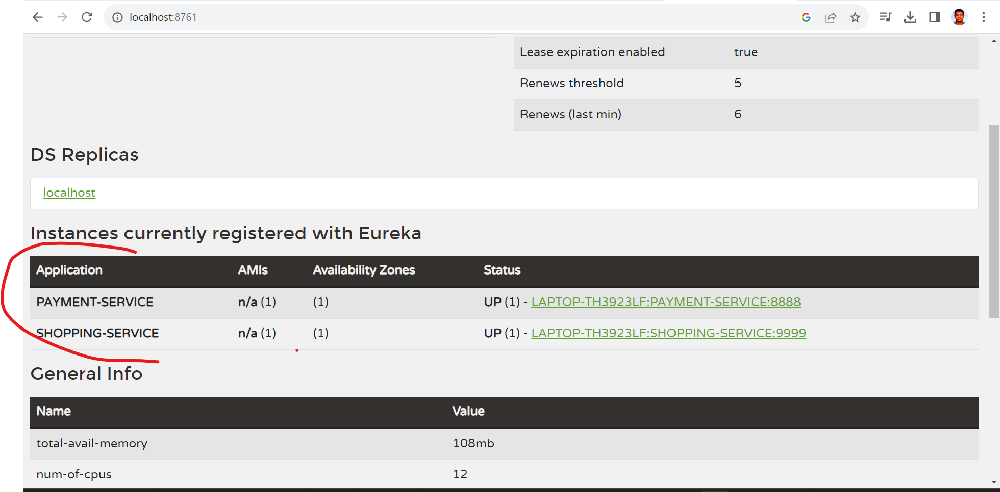 localhost:8761
Lease expiration enabled true
Renews threshold 5
Renews (last min) 6
DS Replicas
localhost
Instances currently registered with Eureka
Application AMIs Availability Zones Status
PAYMENT-SERVICE n/a (1) (1) UP (1) - LAPTOP-TH3923LF:PAYMENT-SERVICE:8888
SHOPPING-SERVICE n/a (1) (1) UP (1) - LAPTOP-TH3923LF:SHOPPING-SERVICE:9999
General Info
Name Value
total-avail-memory 108mb
num-of-cpus 12